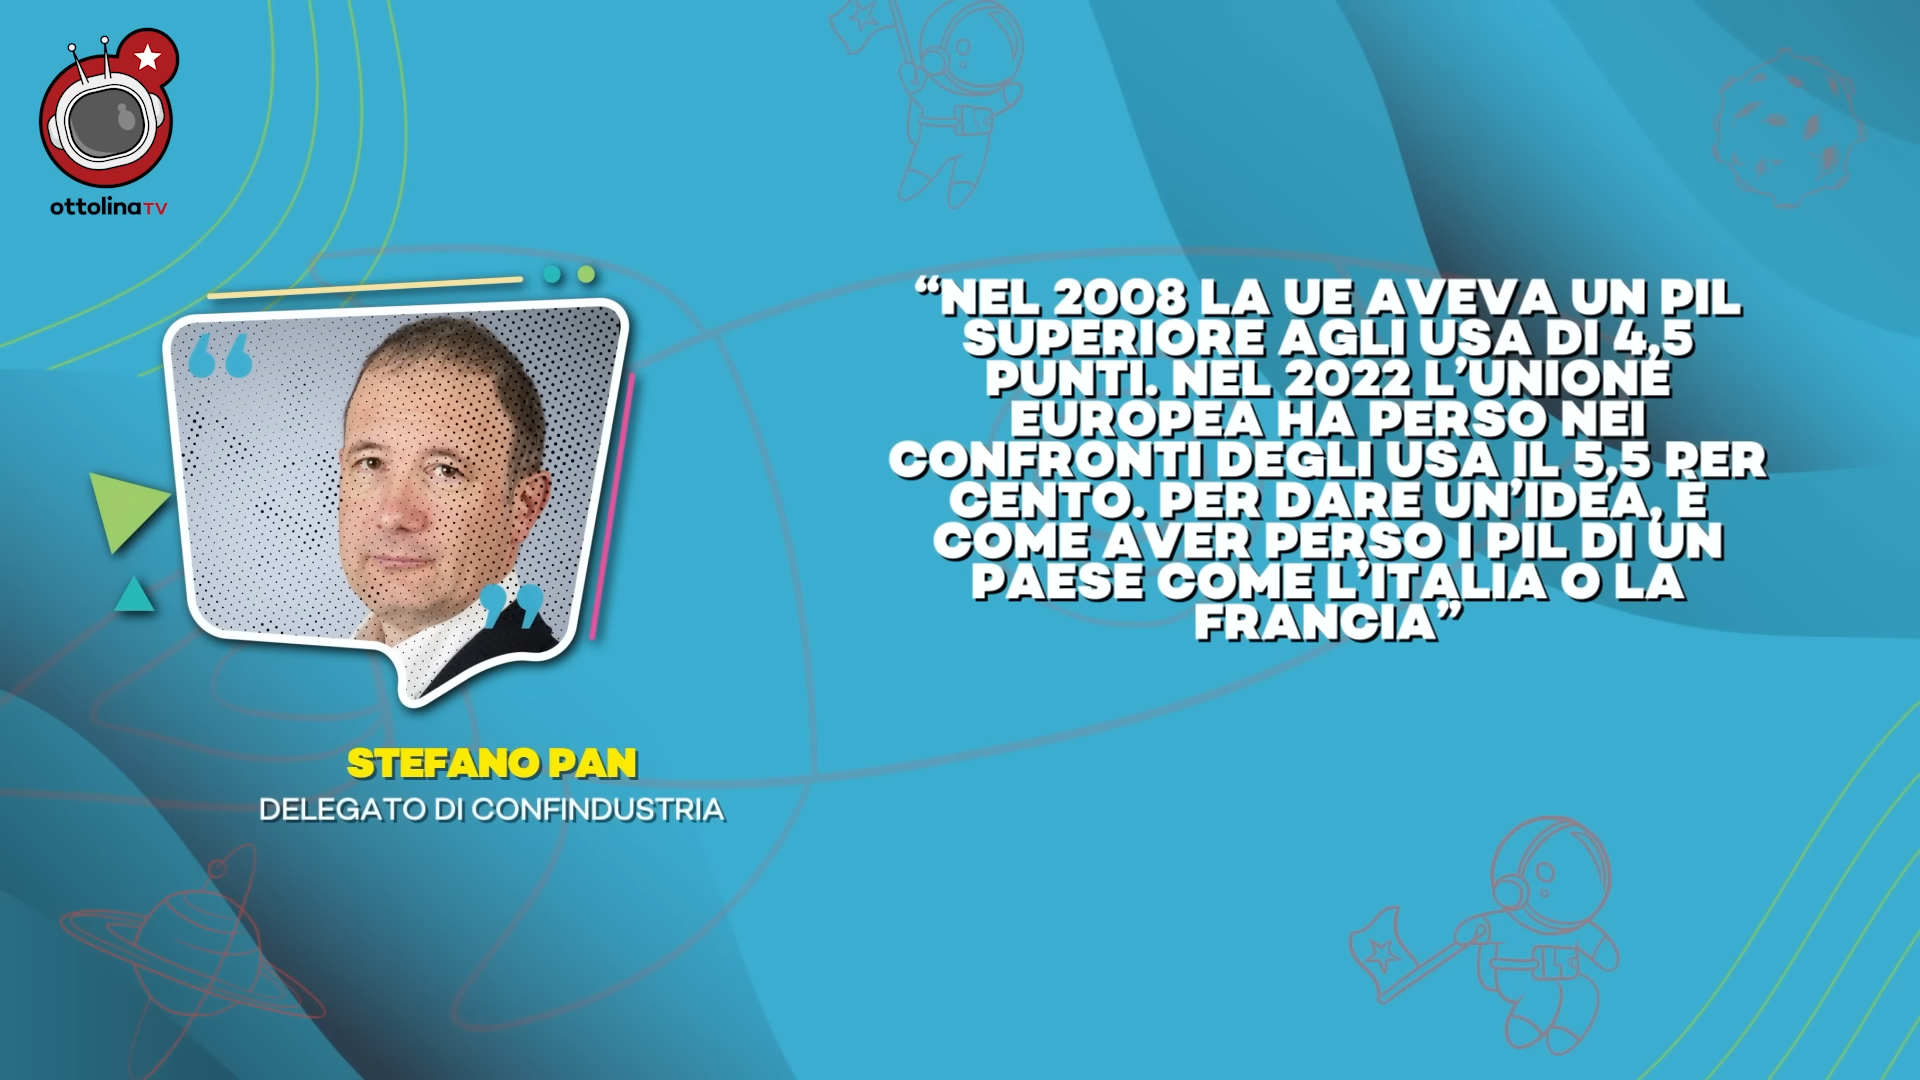 ottolinaTV
“NEL 2008 LA UE AVEVA UN PIL
SUPERIORE AGLI USA DI 4,5
PUNTI. NEL 2022 L’UNIONE
EUROPEA HA PERSO NEI
CONFRONTI DEGLI USA IL 5,5 PER
CENTO. PER DARE UN’IDEA, È
COME AVER PERSO I PIL DI UN
PAESE COME L’ITALIA O LA
FRANCIA”
STEFANO PAN
DELEGATO DI CONFINDUSTRIA